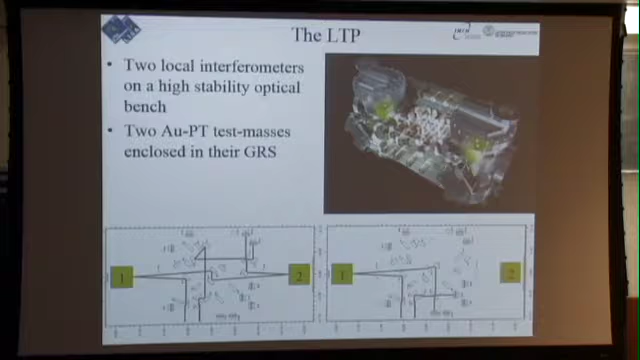 The LTP
• Two local interferometers
on a high stability optical
bench
• Two Au-PT test-masses
enclosed in their GRS
1
2
1
2